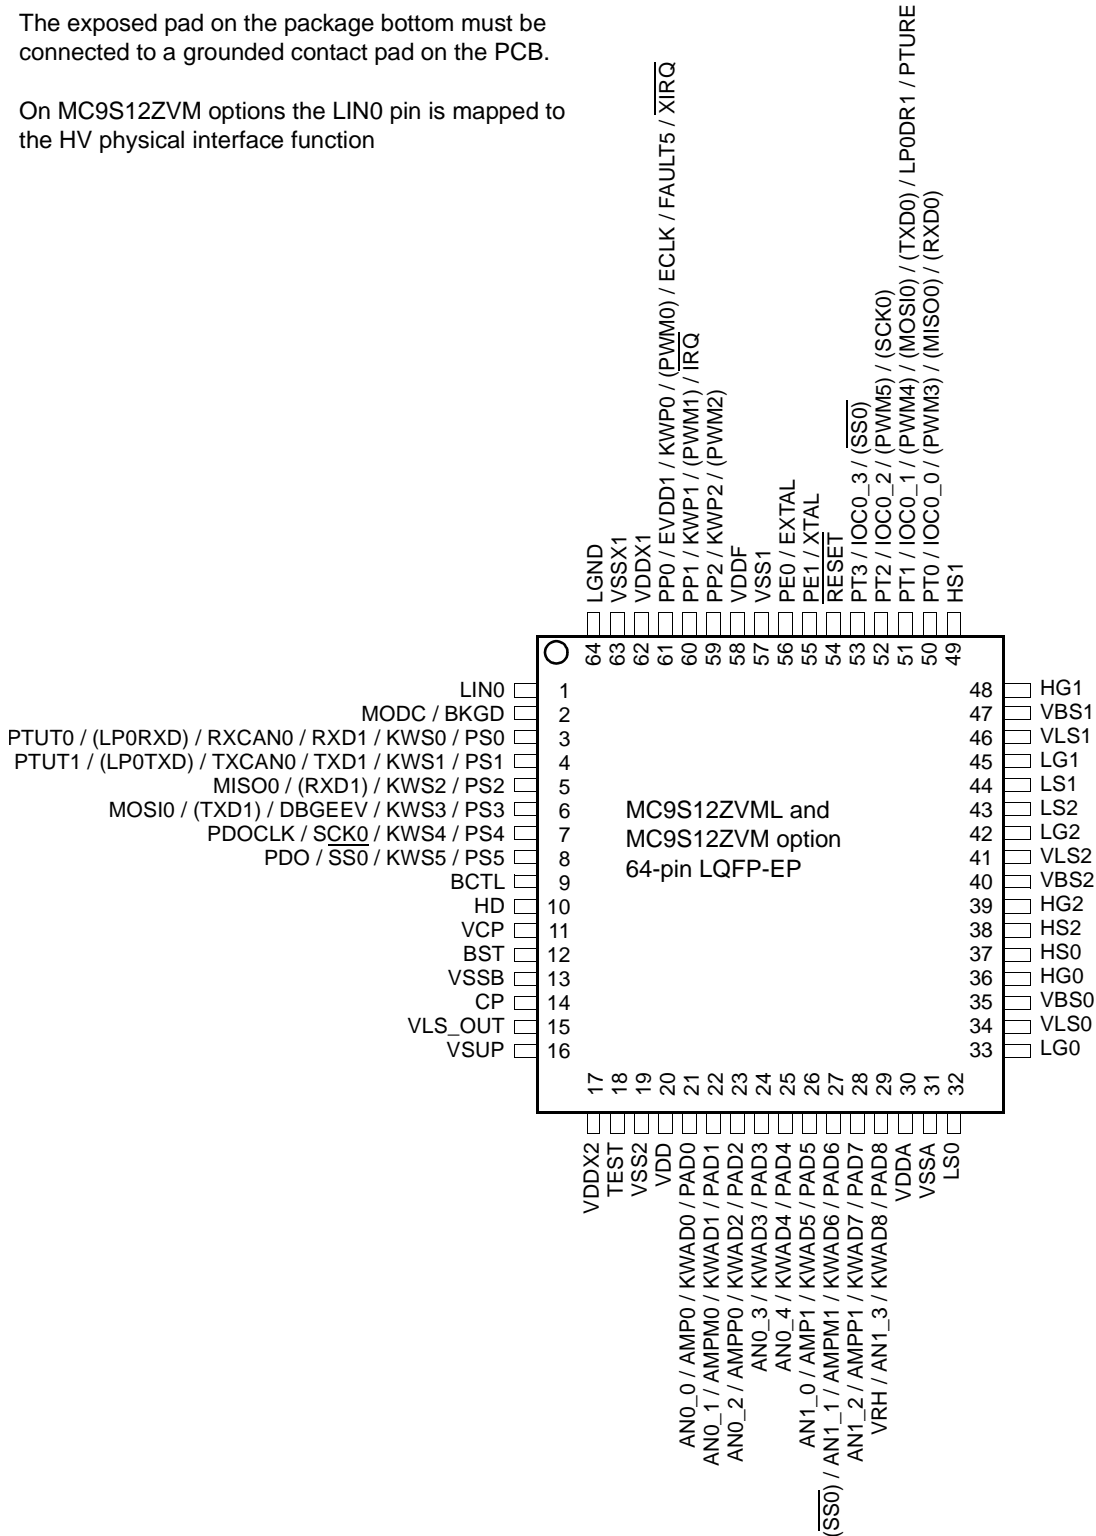 The exposed pad on the package bottom must be
connected to a grounded contact pad on the PCB.
On MC9S12ZVM options the LIN0 pin is mapped to
the HV physical interface function
LGND
VSSX1
VDDX1
PP0 / EVDD1 / KWP0 / (PWM0) / ECLK / FAULT5 / XIRQ
PP1 / KWP1 / (PWM1) / IRQ
PP2 / KWP2 / (PWM2)
VDDF
VSS1
PE0 / EXTAL
PE1 / XTAL
RESET
PT3 / IOC0_3 / (SS0)
PT2 / IOC0_2 / (PWM5) / (SCK0)
PT1 / IOC0_1 / (PWM4) / (MOSI0) / (TXD0) / LP0DR1 / PTURE
PT0 / IOC0_0 / (PWM3) / (MISO0) / (RXD0)
HS1
64
63
62
61
60
59
58
57
56
55
54
53
52
51
50
49
LIN0 1
MODC / BKGD 2
PTUT0 / (LP0RXD) / RXCAN0 / RXD1 / KWS0 / PS0 3
PTUT1 / (LP0TXD) / TXCAN0 / TXD1 / KWS1 / PS1 4
MISO0 / (RXD1) / KWS2 / PS2 5
MOSI0 / (TXD1) / DBGEEV / KWS3 / PS3 6
PDOCLK / SCK0 / KWS4 / PS4 7
PDO / SS0 / KWS5 / PS5 8
BCTL 9
HD 10
VCP 11
BST 12
VSSB 13
CP 14
VLS_OUT 15
VSUP 16
MC9S12ZVML and
MC9S12ZVM option
64-pin LQFP-EP
48 HG1
47 VBS1
46 VLS1
45 LG1
44 LS1
43 LS2
42 LG2
41 VLS2
40 VBS2
39 HG2
38 HS2
37 HS0
36 HG0
35 VBS0
34 VLS0
33 LG0
17
18
19
20
21
22
23
24
25
26
27
28
29
30
31
32
VDDX2
TEST
VSS2
VDD
AN0_0 / AMP0 / KWAD0 / PAD0
AN0_1 / AMPM0 / KWAD1 / PAD1
AN0_2 / AMPP0 / KWAD2 / PAD2
AN0_3 / KWAD3 / PAD3
AN0_4 / KWAD4 / PAD4
AN1_0 / AMP1 / KWAD5 / PAD5
(SS0) / AN1_1 / AMPM1 / KWAD6 / PAD6
AN1_2 / AMPP1 / KWAD7 / PAD7
VRH / AN1_3 / KWAD8 / PAD8
VDDA
VSSA
LS0